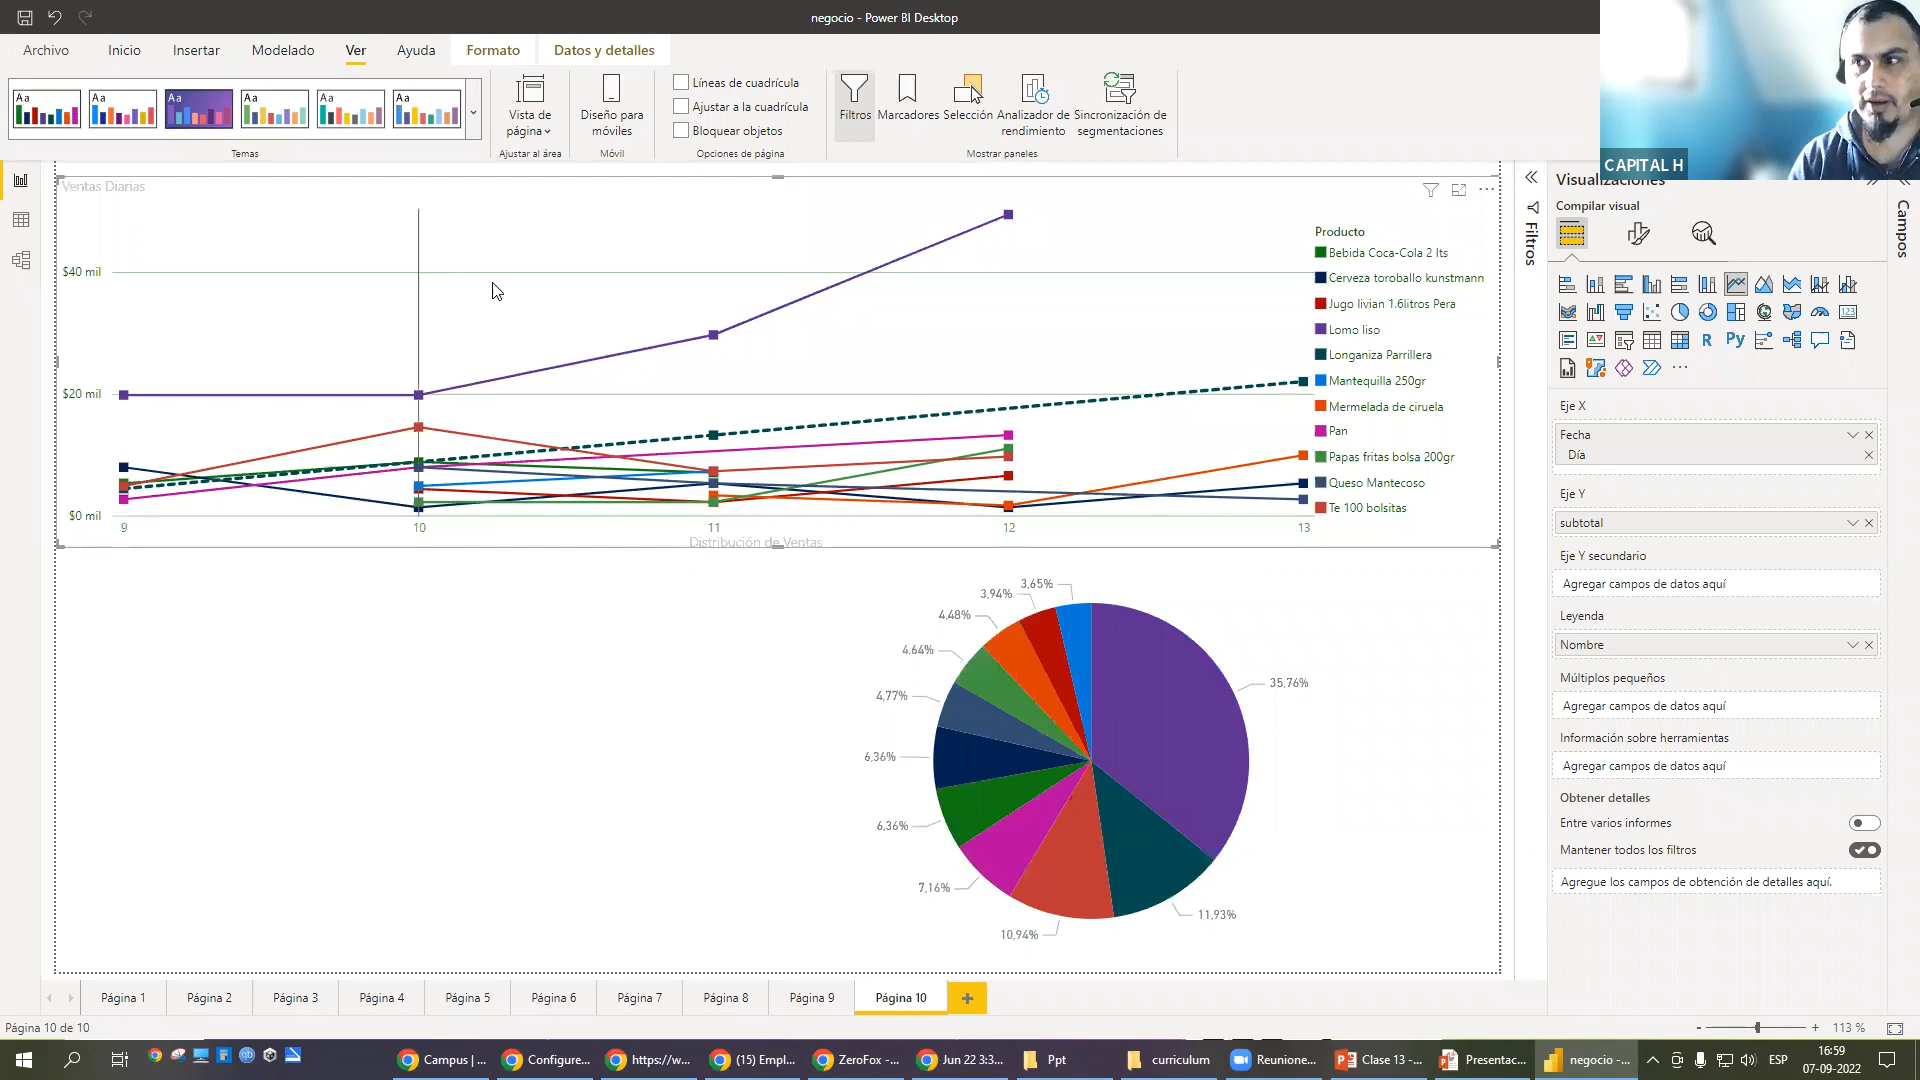 negocio - Power BI Desktop
Archivo Inicio Insertar Modelado Ver Ayuda Formato Datos y detalles
Aa Aa Aa Aa Aa Aa
Temas
Vista de página
Ajustar al área
Diseño para móviles
Móvil
Líneas de cuadrícula
Ajustar a la cuadrícula
Bloquear objetos
Opciones de página
Filtros
Marcadores
Selección
Analizador de rendimiento
Sincronización de segmentaciones
Mostrar paneles
CAPITAL H
Ventas Diarias
$40 mil
$20 mil
$0 mil
9 10 11 12 13
Producto
Bebida Coca-Cola 2 lts
Cerveza toroballo kunstmann
Jugo livian 1.6litros Pera
Lomo liso
Longaniza Parrillera
Mantequilla 250gr
Mermelada de ciruela
Pan
Papas fritas bolsa 200gr
Queso Mantecoso
Te 100 bolsitas
Distribución de Ventas
3,65%
3,94%
4,48%
4,64%
4,77%
6,36%
6,36%
7,16%
10,94%
11,93%
35,76%
Filtros
Visualizaciones
Compilar visual
123
R Py
Eje X
Fecha
Día
Eje Y
subtotal
Eje Y secundario
Agregar campos de datos aquí
Leyenda
Nombre
Múltiplos pequeños
Agregar campos de datos aquí
Información sobre herramientas
Agregar campos de datos aquí
Obtener detalles
Entre varios informes
Mantener todos los filtros
Agregue los campos de obtención de detalles aquí.
Campos
Página 1 Página 2 Página 3 Página 4 Página 5 Página 6 Página 7 Página 8 Página 9 Página 10 +
Página 10 de 10
- + 113 %
Campus | ... Configure... https://w... (15) Empl... ZeroFox -... Jun 22 3:3... Ppt curriculum Reunione... Clase 13 -... Presentac... negocio -...
ESP
16:59
07-09-2022